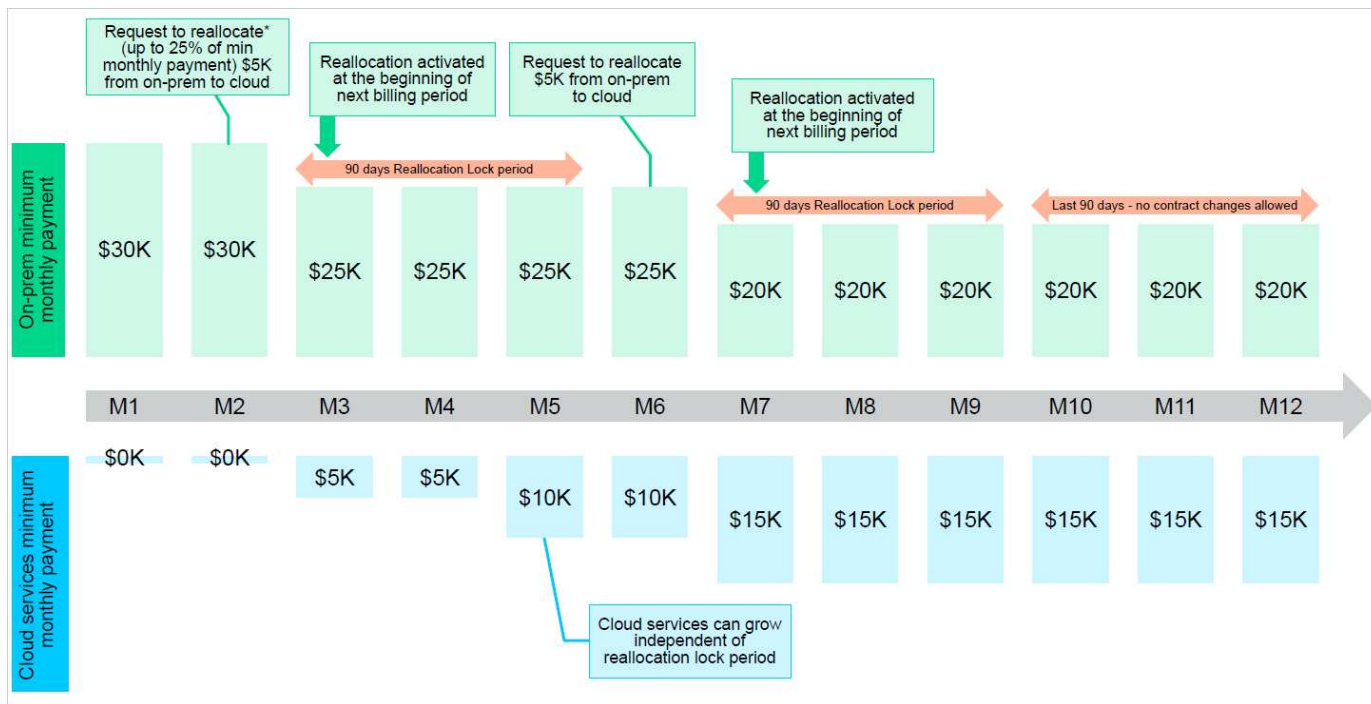 Request to reallocate*
(up to 25% of min
monthly payment) $5K
from on-prem to cloud
Reallocation activated
at the beginning of
next billing period
Request to reallocate
$5K from on-prem
to cloud
Reallocation activated
at the beginning of
next billing period
90 days Reallocation Lock period
90 days Reallocation Lock period
Last 90 days - no contract changes allowed
On-prem minimum
monthly payment
$30K $30K $25K $25K $25K $25K $20K $20K $20K $20K $20K $20K
M1 M2 M3 M4 M5 M6 M7 M8 M9 M10 M11 M12
Cloud services minimum
monthly payment
$0K $0K $5K $5K $10K $10K $15K $15K $15K $15K $15K $15K
Cloud services can grow
independent of
reallocation lock period